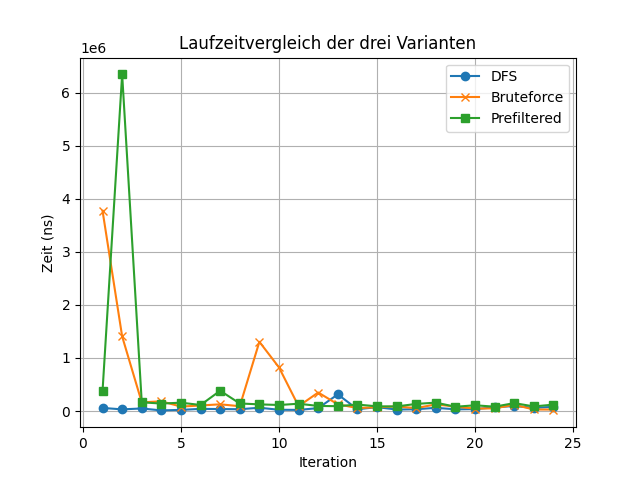 Laufzeitvergleich der drei Varianten
1e6
DFS
Bruteforce
Prefiltered
6
5
4
3
2
1
0
Zeit (ns)
0 5 10 15 20 25
Iteration